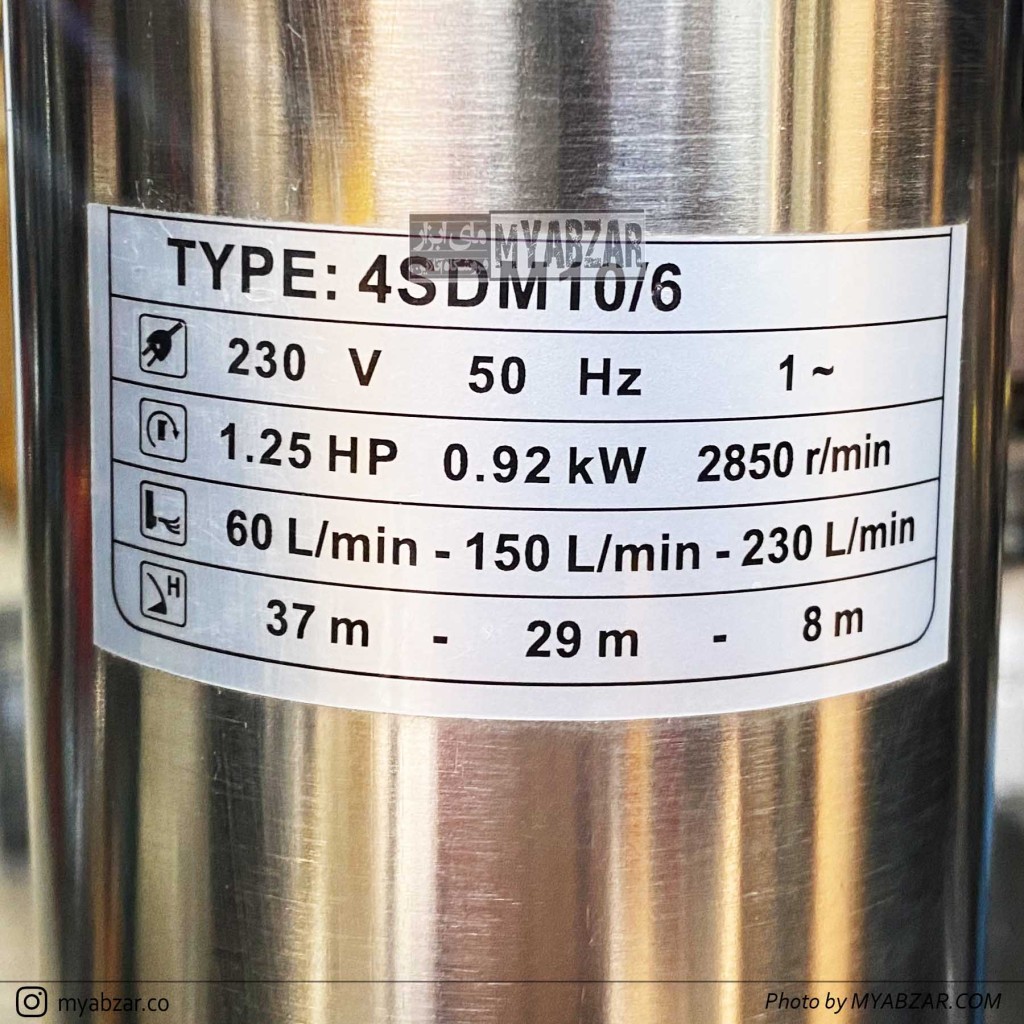 MYABZAR
TYPE: 4SDM10/6
230 V 50 Hz 1 ~
1.25 HP 0.92 kW 2850 r/min
60 L/min - 150 L/min - 230 L/min
H
37 m - 29 m - 8 m
myabzar.co
Photo by MYABZAR.COM